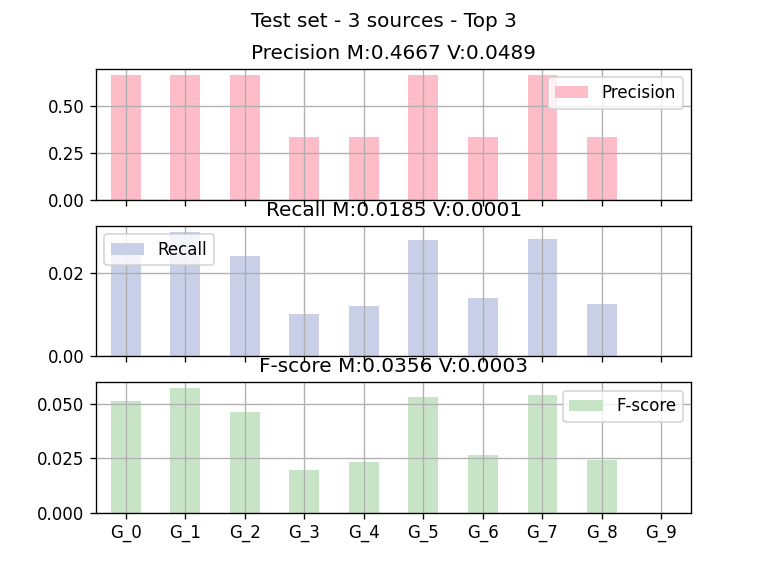 Test set - 3 sources - Top 3
Precision M:0.4667 V:0.0489
0.50
0.25
0.00
Precision
Recall M:0.0185 V:0.0001
0.02
0.00
Recall
F-score M:0.0356 V:0.0003
0.050
0.025
0.000
F-score
G_0 G_1 G_2 G_3 G_4 G_5 G_6 G_7 G_8 G_9